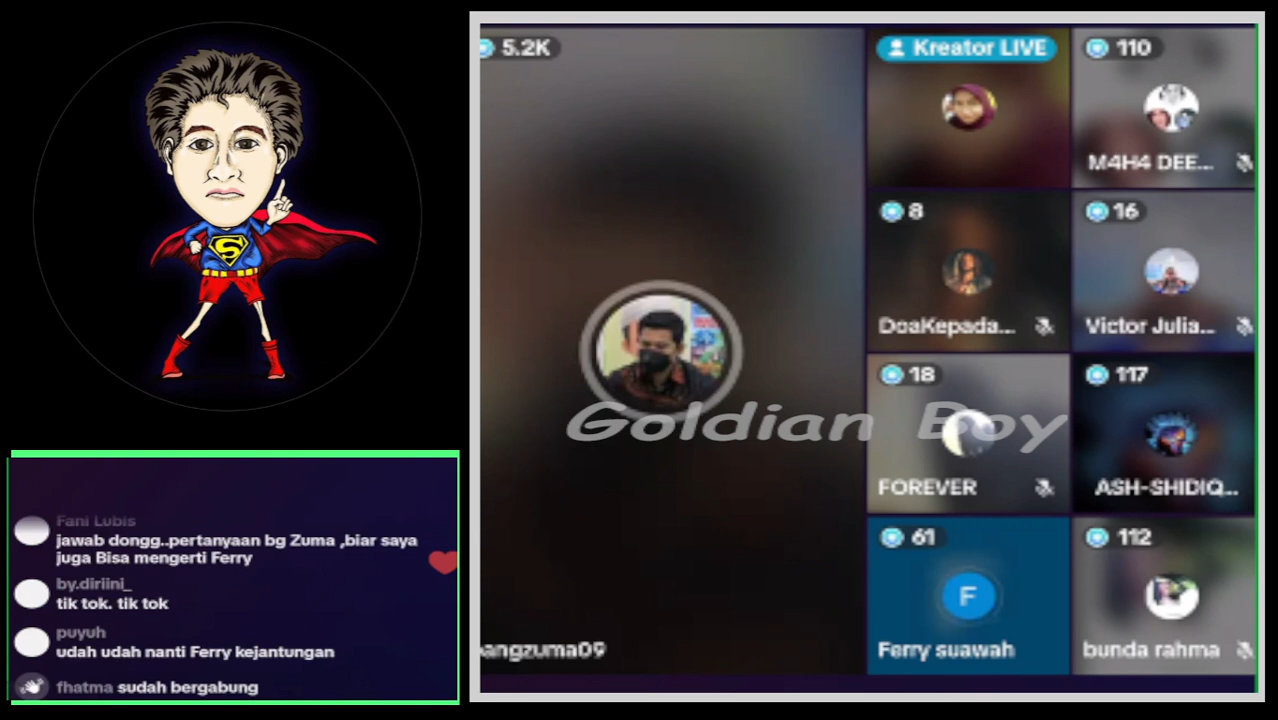 S
5.2K
Kreator LIVE
110
M4H4 DEE...
8
16
DoaKepada...
Victor Julia...
18
117
Goldian Boy
FOREVER
ASH-SHIDIQ...
61
112
F
angzuma09
Ferry suawah
bunda rahma
Fani Lubis
jawab dongg..pertanyaan bg Zuma ,biar saya
juga Bisa mengerti Ferry
by.diriini_
tik tok. tik tok
puyuh
udah udah nanti Ferry kejantungan
fhatma sudah bergabung